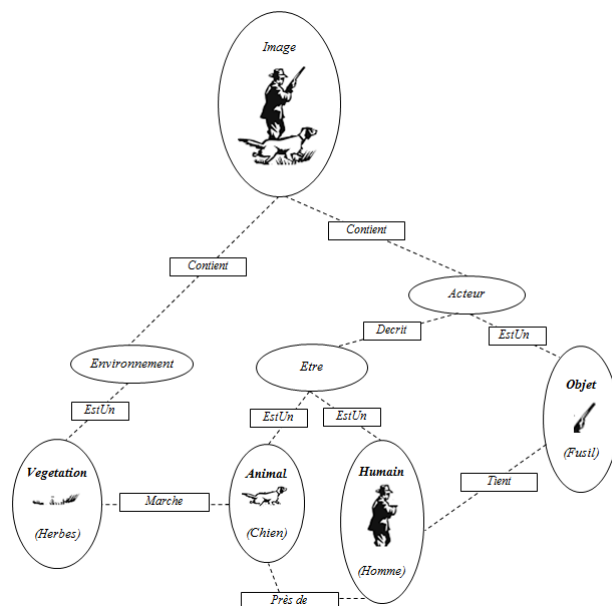 Image
Contient
Contient
Acteur
Decrit
EstUn
Environnement
Etre
Objet
EstUn
EstUn
EstUn
(Fusil)
Vegetation
Animal
Humain
Tient
Marche
(Herbes)
(Chien)
(Homme)
Près de